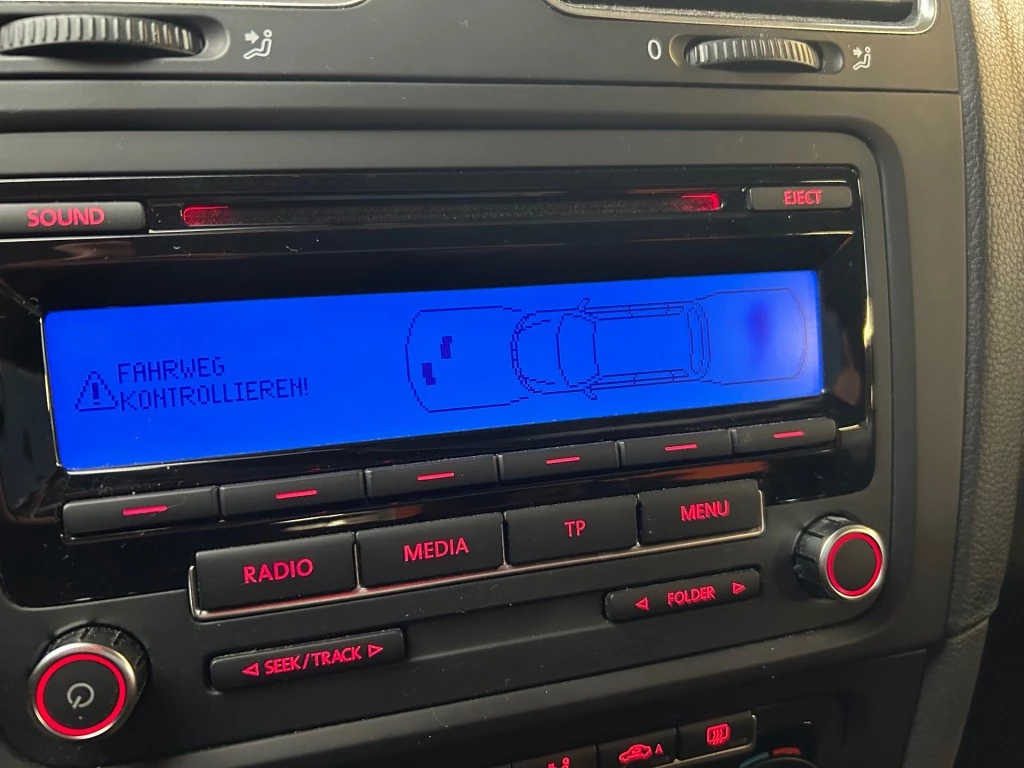 0
SOUND
EJECT
FAHRWEG
KONTROLLIEREN!
RADIO
MEDIA
TP
MENU
SEEK/TRACK
FOLDER
A